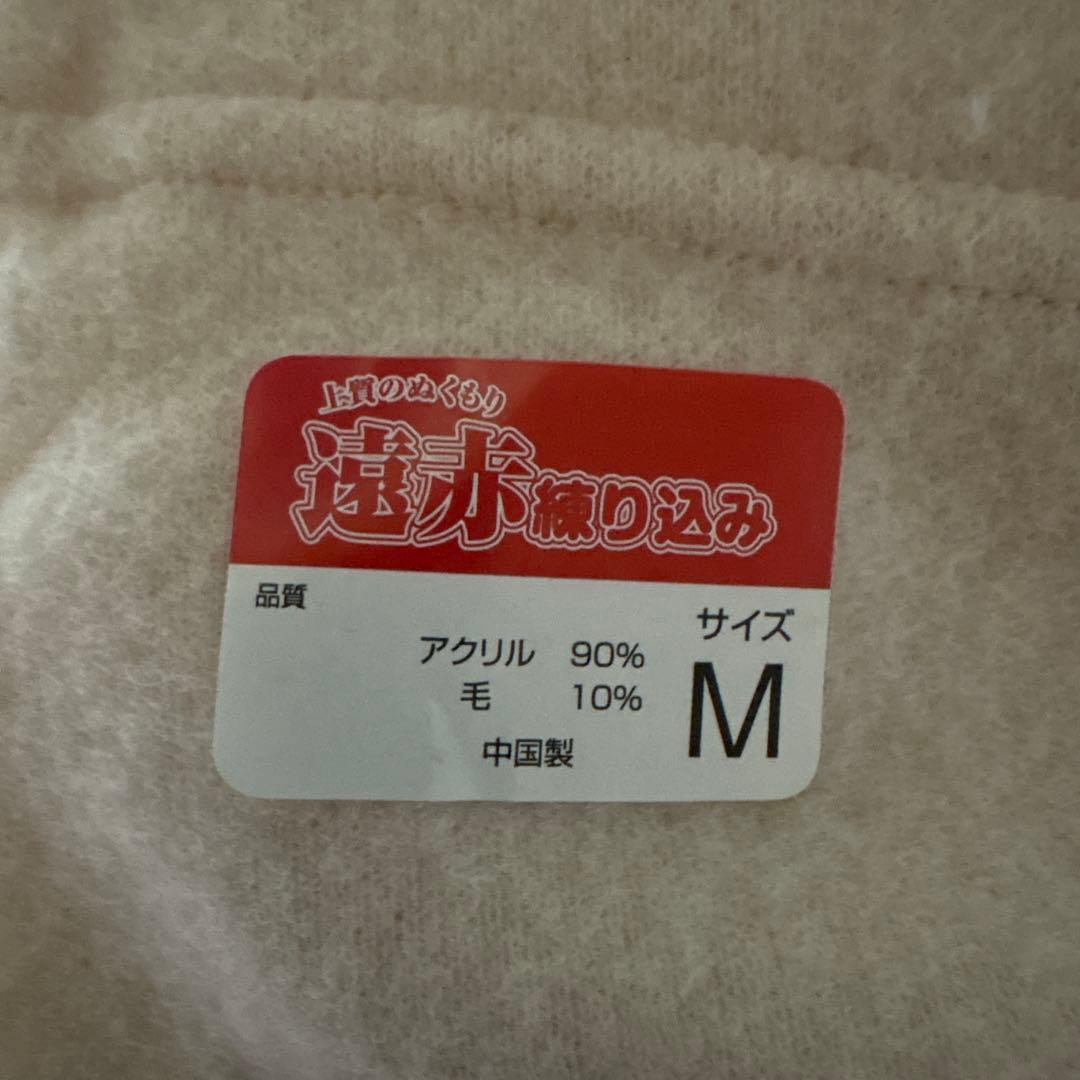 上質のぬくもり
遠赤練り込み
品質
サイズ
アクリル 90%
毛 10%
M
中国製